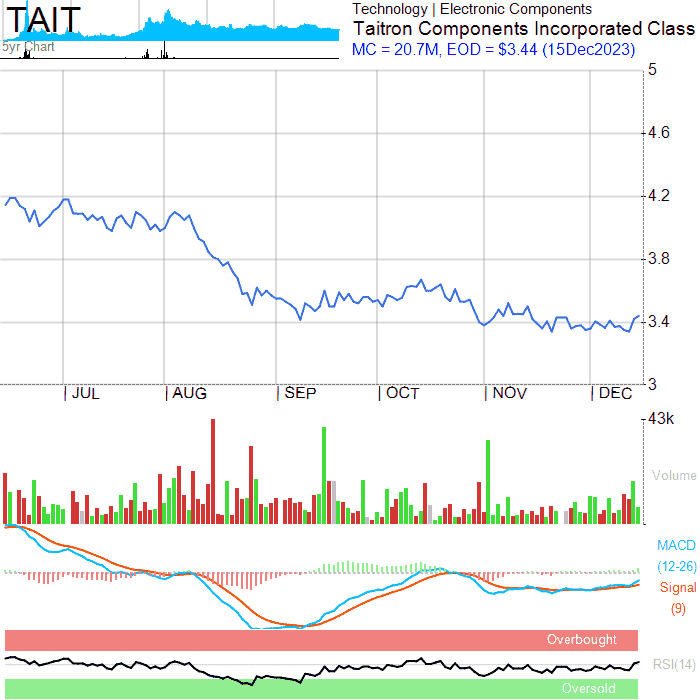 TAIT
5yr Chart
Technology | Electronic Components
Taitron Components Incorporated Class
MC = 20.7M, EOD = $3.44 (15Dec2023)
5
4.6
4.2
3.8
3.4
3
JUL AUG SEP OCT NOV DEC
43k
Volume
MACD
(12-26)
Signal
(9)
Overbought
RSI(14)
Oversold